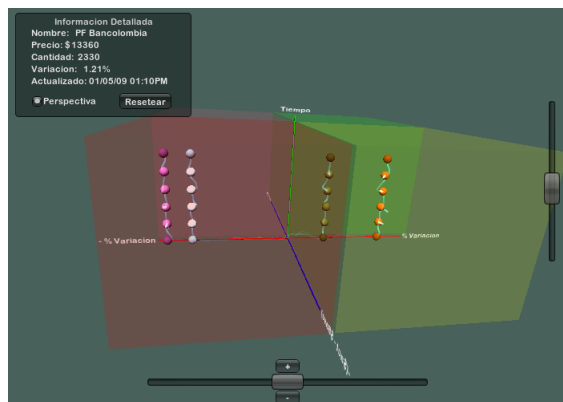 Informacion Detallada
Nombre: PF Bancolombia
Precio: $13360
Cantidad: 2330
Variacion: 1.21%
Actualizado: 01/05/09 01:10PM
Perspectiva
Resetear
Tiempo
- % Variacion
% Variacion
+
-